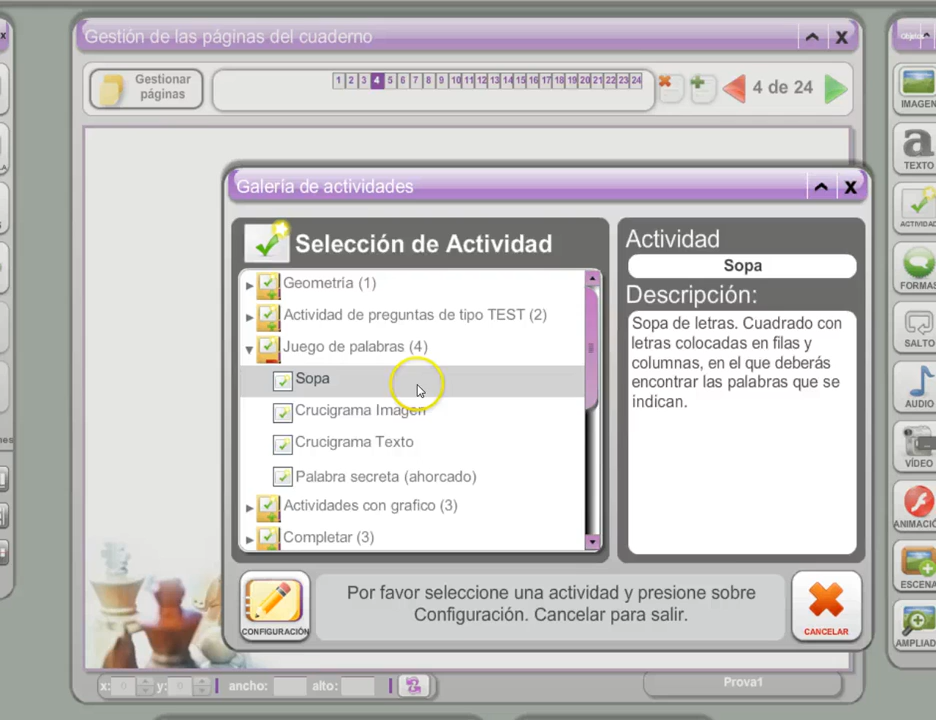 Gestión de las páginas del cuaderno
Gestionar
páginas
1 2 3 4 5 6 7 8 9 10 11 12 13 14 15 16 17 18 19 20 21 22 23 24
4 de 24
Galería de actividades
Selección de Actividad
Geometría (1)
Actividad de preguntas de tipo TEST (2)
Juego de palabras (4)
Sopa
Crucigrama Imagen
Crucigrama Texto
Palabra secreta (ahorcado)
Actividades con grafico (3)
Completar (3)
Actividad
Sopa
Descripción:
Sopa de letras. Cuadrado con
letras colocadas en filas y
columnas, en el que deberás
encontrar las palabras que se
indican.
CONFIGURACIÓN
Por favor seleccione una actividad y presione sobre
Configuración. Cancelar para salir.
CANCELAR
x: 0 y: 0 ancho: alto:
Prova1
IMAGEN
TEXTO
ACTIVIDAD
FORMAS
SALTO
AUDIO
VÍDEO
ANIMACIÓ
ESCENA
AMPLIAD